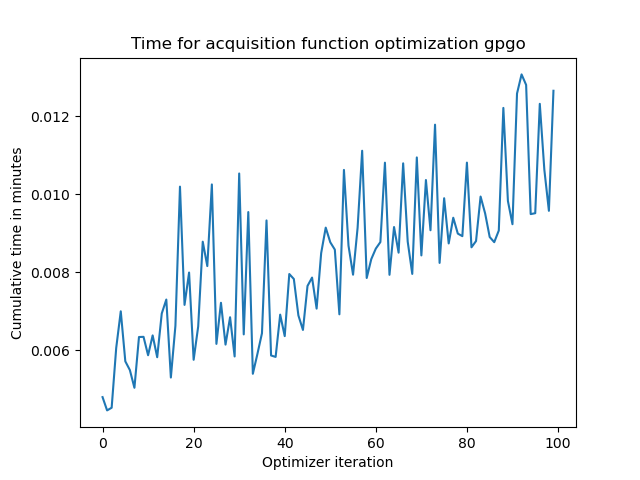 Time for acquisition function optimization gpgo
Cumulative time in minutes
0.012
0.010
0.008
0.006
0 20 40 60 80 100
Optimizer iteration